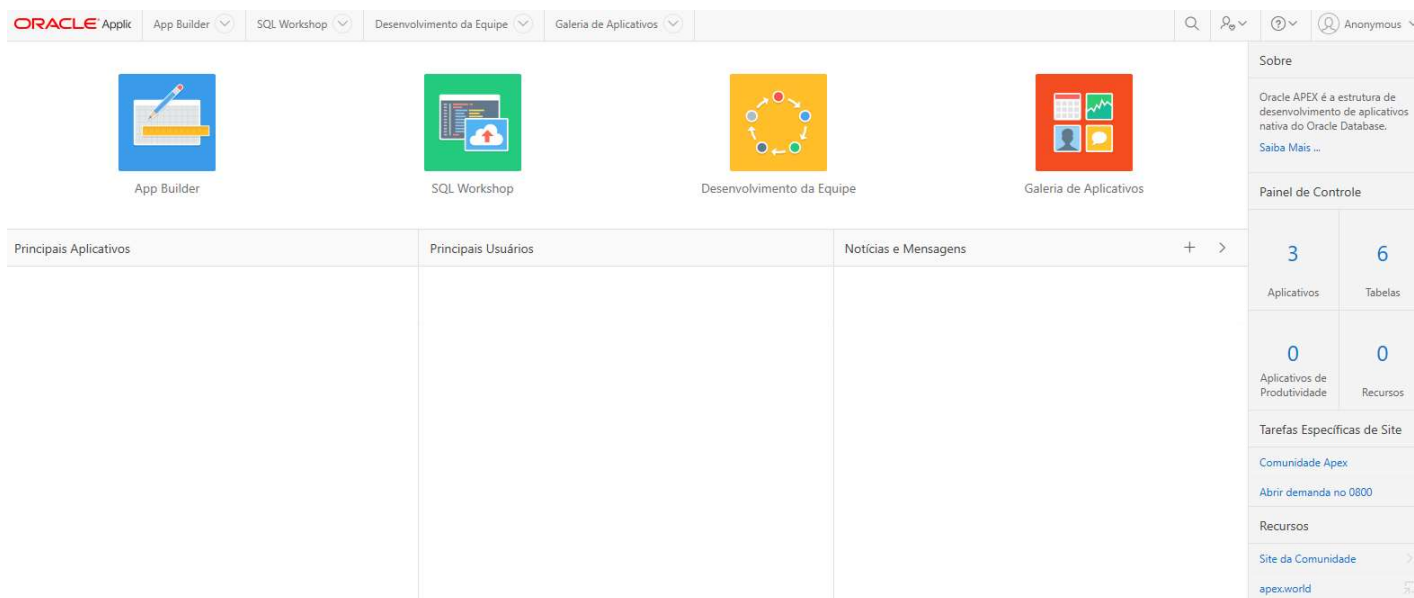 ORACLE Applic App Builder SQL Workshop Desenvolvimento da Equipe Galeria de Aplicativos Anonymous
App Builder
SQL Workshop
Desenvolvimento da Equipe
Galeria de Aplicativos
Principais Aplicativos
Principais Usuários
Notícias e Mensagens
Sobre
Oracle APEX é a estrutura de
desenvolvimento de aplicativos
nativa do Oracle Database.
Saiba Mais ...
Painel de Controle
3
Aplicativos
6
Tabelas
0
Aplicativos de
Produtividade
0
Recursos
Tarefas Específicas de Site
Comunidade Apex
Abrir demanda no 0800
Recursos
Site da Comunidade
apex.world